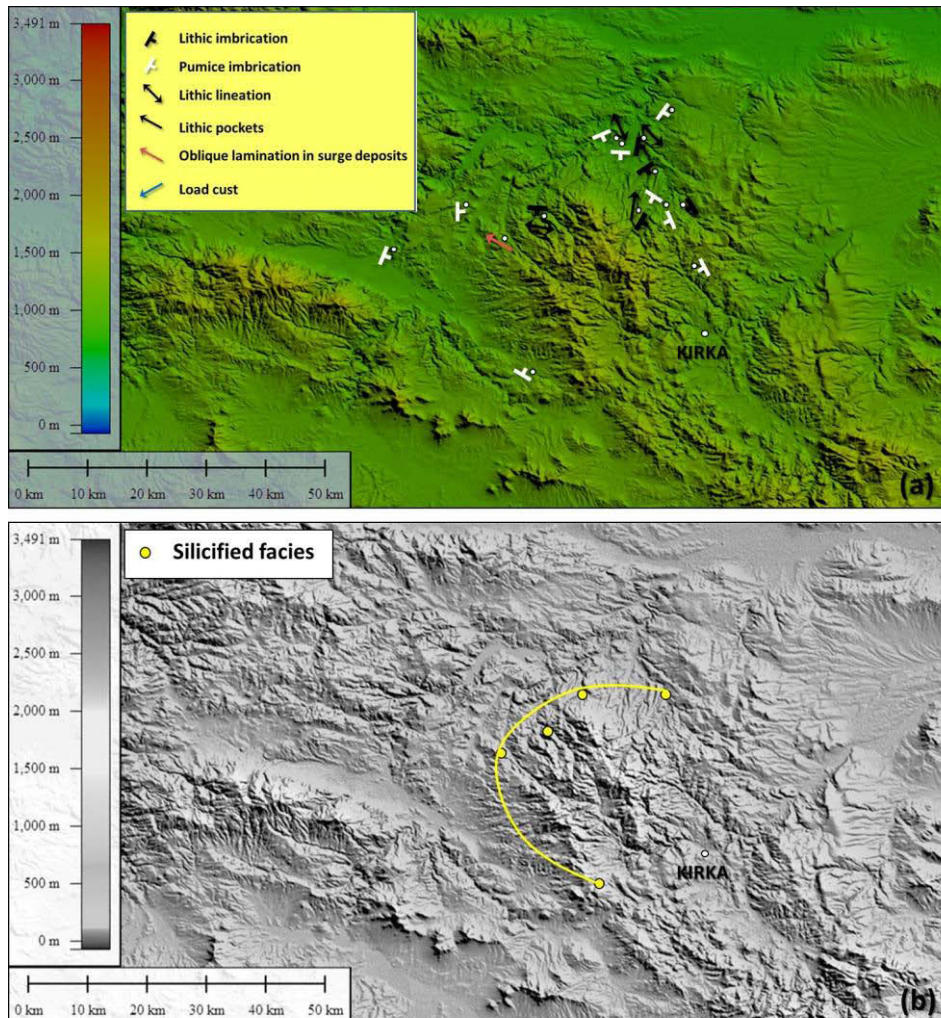 3,491 m
3,000 m
2,500 m
2,000 m
1,500 m
1,000 m
500 m
0 m
Lithic imbrication
Pumice imbrication
Lithic lineation
Lithic pockets
Oblique lamination in surge deposits
Load cust
KIRKA
0 km 10 km 20 km 30 km 40 km 50 km
(a)
3,491 m
3,000 m
2,500 m
2,000 m
1,500 m
1,000 m
500 m
0 m
Silicified facies
KIRKA
0 km 10 km 20 km 30 km 40 km 50 km
(b)